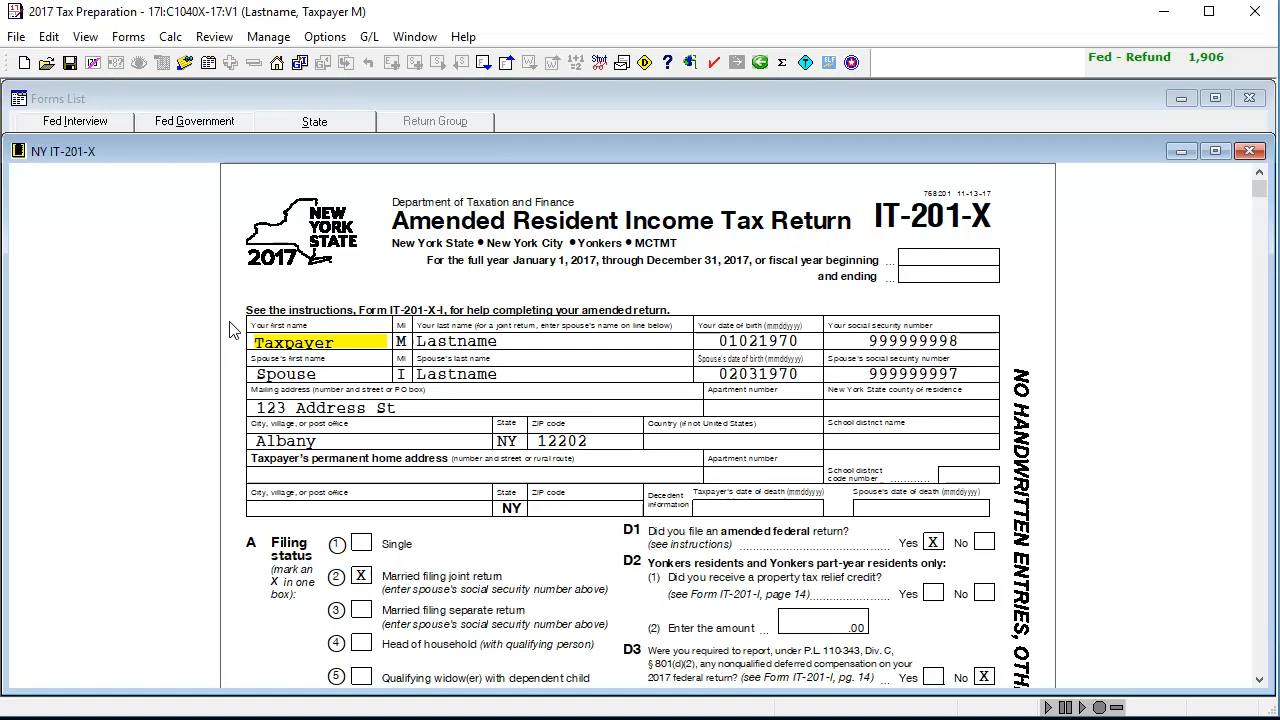 2017 Tax Preparation - 17I:C1040X-17:V1 (Lastname, Taxpayer M)
File Edit View Forms Calc Review Manage Options G/L Window Help
Fed - Refund 1,906
Forms List
Fed Interview Fed Government State Return Group
NY IT-201-X
768201 11-13-17
NEW YORK STATE
2017
Department of Taxation and Finance
Amended Resident Income Tax Return IT-201-X
New York State ● New York City ● Yonkers ● MCTMT
For the full year January 1, 2017, through December 31, 2017, or fiscal year beginning ...
and ending ...
See the instructions, Form IT-201-X-I, for help completing your amended return.
Your first name MI Your last name (for a joint return, enter spouse's name on line below) Your date of birth (mmddyyyy) Your social security number
Taxpayer M Lastname 01021970 999999998
Spouse's first name MI Spouse's last name Spouse's date of birth (mmddyyyy) Spouse's social security number
Spouse I Lastname 02031970 999999997
Mailing address (number and street or PO box) Apartment number New York State county of residence
123 Address St
City, village, or post office State ZIP code Country (if not United States) School district name
Albany NY 12202
Taxpayer's permanent home address (number and street or rural route) Apartment number
School district
code number ............
City, village, or post office State ZIP code Decedent information Taxpayer's date of death (mmddyyyy) Spouse's date of death (mmddyyyy)
NY
A Filing status (mark an X in one box):
1 Single
2 X Married filing joint return
(enter spouse's social security number above)
3 Married filing separate return
(enter spouse's social security number above)
4 Head of household (with qualifying person)
5 Qualifying widow(er) with dependent child
D1 Did you file an amended federal return?
(see instructions) Yes X No
D2 Yonkers residents and Yonkers part-year residents only:
(1) Did you receive a property tax relief credit?
(see Form IT-201-I, page 14) Yes No
(2) Enter the amount ... .00
D3 Were you required to report, under P.L. 110-343, Div. C,
§ 801(d)(2), any nonqualified deferred compensation on your
2017 federal return? (see Form IT-201-I, pg. 14) Yes No X
NO HANDWRITTEN ENTRIES, OTH